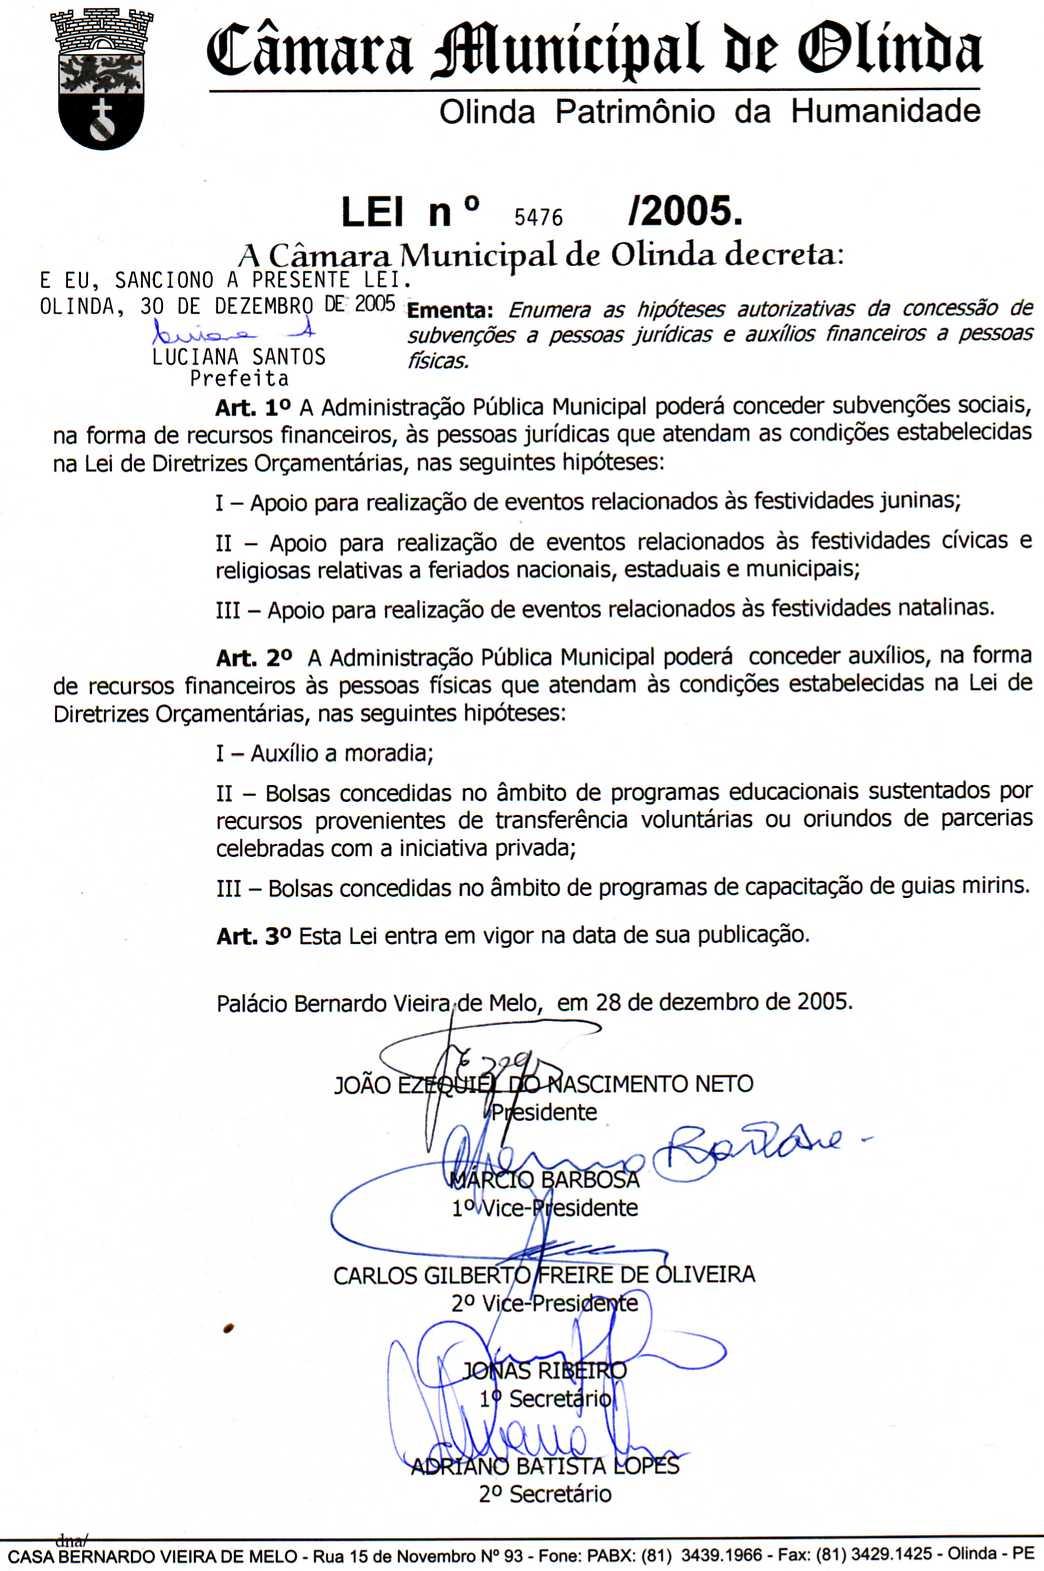 Câmara Municipal de Olinda
Olinda Patrimônio da Humanidade
LEI nº 5476 /2005.
A Câmara Municipal de Olinda decreta:
E EU, SANCIONO A PRESENTE LEI.
OLINDA, 30 DE DEZEMBRO DE 2005
LUCIANA SANTOS
Prefeita
Ementa: Enumera as hipóteses autorizativas da concessão de
subvenções a pessoas jurídicas e auxílios financeiros a pessoas
físicas.
Art. 1º A Administração Pública Municipal poderá conceder subvenções sociais,
na forma de recursos financeiros, às pessoas jurídicas que atendam as condições estabelecidas
na Lei de Diretrizes Orçamentárias, nas seguintes hipóteses:
I – Apoio para realização de eventos relacionados às festividades juninas;
II – Apoio para realização de eventos relacionados às festividades cívicas e
religiosas relativas a feriados nacionais, estaduais e municipais;
III – Apoio para realização de eventos relacionados às festividades natalinas.
Art. 2º A Administração Pública Municipal poderá conceder auxílios, na forma
de recursos financeiros às pessoas físicas que atendam às condições estabelecidas na Lei de
Diretrizes Orçamentárias, nas seguintes hipóteses:
I – Auxílio a moradia;
II – Bolsas concedidas no âmbito de programas educacionais sustentados por
recursos provenientes de transferência voluntárias ou oriundos de parcerias
celebradas com a iniciativa privada;
III – Bolsas concedidas no âmbito de programas de capacitação de guias mirins.
Art. 3º Esta Lei entra em vigor na data de sua publicação.
Palácio Bernardo Vieira de Melo, em 28 de dezembro de 2005.
JOÃO EZEQUIEL DO NASCIMENTO NETO
Presidente
MÁRCIO BARBOSA
1º Vice-Presidente
CARLOS GILBERTO FREIRE DE OLIVEIRA
2º Vice-Presidente
JONAS RIBEIRO
1º Secretário
ADRIANO BATISTA LOPES
2º Secretário
dna/
CASA BERNARDO VIEIRA DE MELO - Rua 15 de Novembro Nº 93 - Fone: PABX: (81) 3439.1966 - Fax: (81) 3429.1425 - Olinda - PE